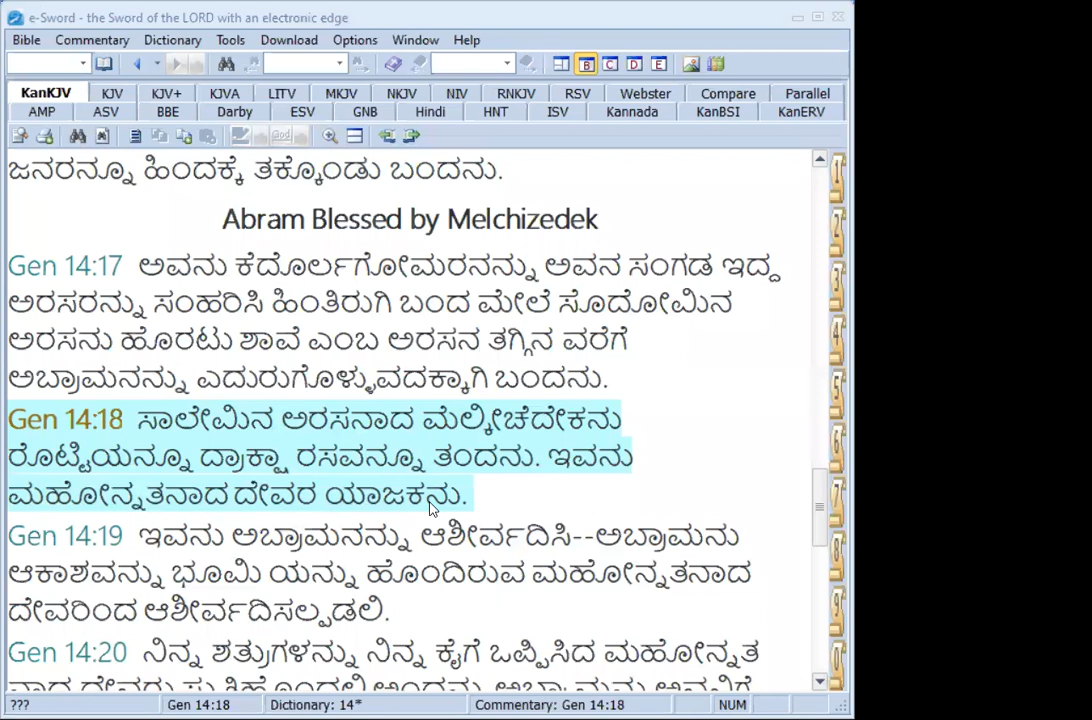 e-Sword - the Sword of the LORD with an electronic edge
Bible Commentary Dictionary Tools Download Options Window Help
B C D E
KanKJV KJV KJV+ KJVA LITV MKJV NKJV NIV RNKJV RSV Webster Compare Parallel
AMP ASV BBE Darby ESV GNB Hindi HNT ISV Kannada KanBSI KanERV
ಜನರನ್ನೂ ಹಿಂದಕ್ಕೆ ತಕ್ಕೊಂಡು ಬಂದನು.
Abram Blessed by Melchizedek
Gen 14:17 ಅವನು ಕೆದೊರ್ಲಗೋಮರನನ್ನು ಅವನ ಸಂಗಡ ಇದ್ದ
ಅರಸರನ್ನು ಸಂಹರಿಸಿ ಹಿಂತಿರುಗಿ ಬಂದ ಮೇಲೆ ಸೊದೋಮಿನ
ಅರಸನು ಹೊರಟು ಶಾವೆ ಎಂಬ ಅರಸನ ತಗ್ಗಿನ ವರೆಗೆ
ಅಬ್ರಾಮನನ್ನು ಎದುರುಗೊಳ್ಳುವದಕ್ಕಾಗಿ ಬಂದನು.
Gen 14:18 ಸಾಲೇಮಿನ ಅರಸನಾದ ಮೆಲ್ಕೀಚೆದೇಕನು
ರೊಟ್ಟಿಯನ್ನೂ ದ್ರಾಕ್ಷಾ ರಸವನ್ನೂ ತಂದನು. ಇವನು
ಮಹೋನ್ನತನಾದ ದೇವರ ಯಾಜಕನು.
Gen 14:19 ಇವನು ಅಬ್ರಾಮನನ್ನು ಆಶೀರ್ವದಿಸಿ--ಅಬ್ರಾಮನು
ಆಕಾಶವನ್ನು ಭೂಮಿ ಯನ್ನು ಹೊಂದಿರುವ ಮಹೋನ್ನತನಾದ
ದೇವರಿಂದ ಆಶೀರ್ವದಿಸಲ್ಪಡಲಿ.
Gen 14:20 ನಿನ್ನ ಶತ್ರುಗಳನ್ನು ನಿನ್ನ ಕೈಗೆ ಒಪ್ಪಿಸಿದ ಮಹೋನ್ನತ
??? Gen 14:18 Dictionary: 14* Commentary: Gen 14:18 NUM